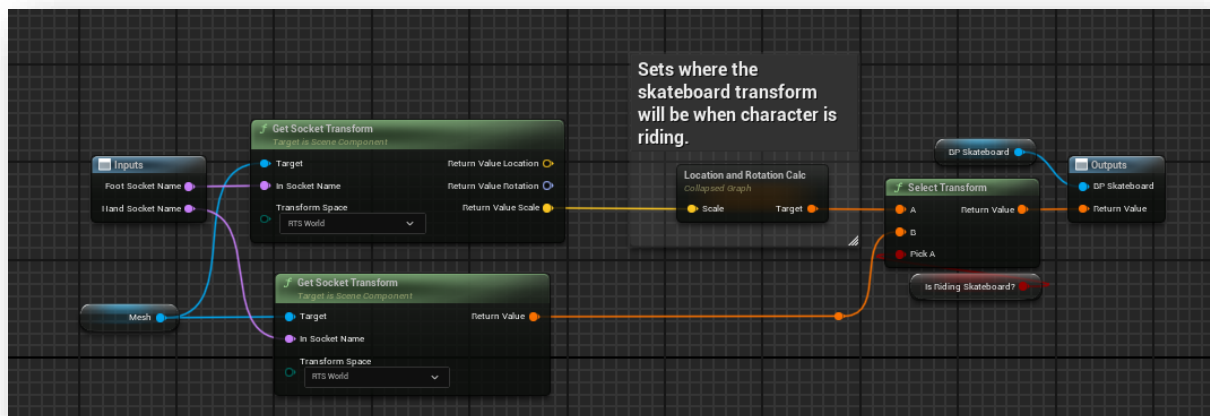 Sets where the
skateboard transform
will be when character is
riding.
Get Socket Transform
Target is Scene Component
Target
Return Value Location
In Socket Name
Return Value Rotation
Transform Space
Return Value Scale
RTS World
Inputs
Foot Socket Name
Hand Socket Name
Location and Rotation Calc
Collapsed Graph
Scale
Target
BP Skateboard
Select Transform
A
Return Value
B
Pick A
Is Riding Skateboard?
Outputs
BP Skateboard
Return Value
Mesh
Get Socket Transform
Target is Scene Component
Target
Return Value
In Socket Name
Transform Space
RTS World